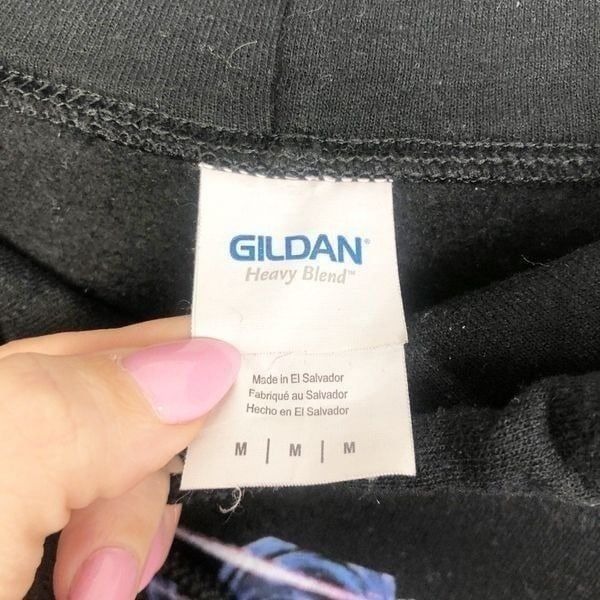 GILDAN®
Heavy Blend™
Made in El Salvador
Fabriqué au Salvador
Hecho en El Salvador
M | M | M